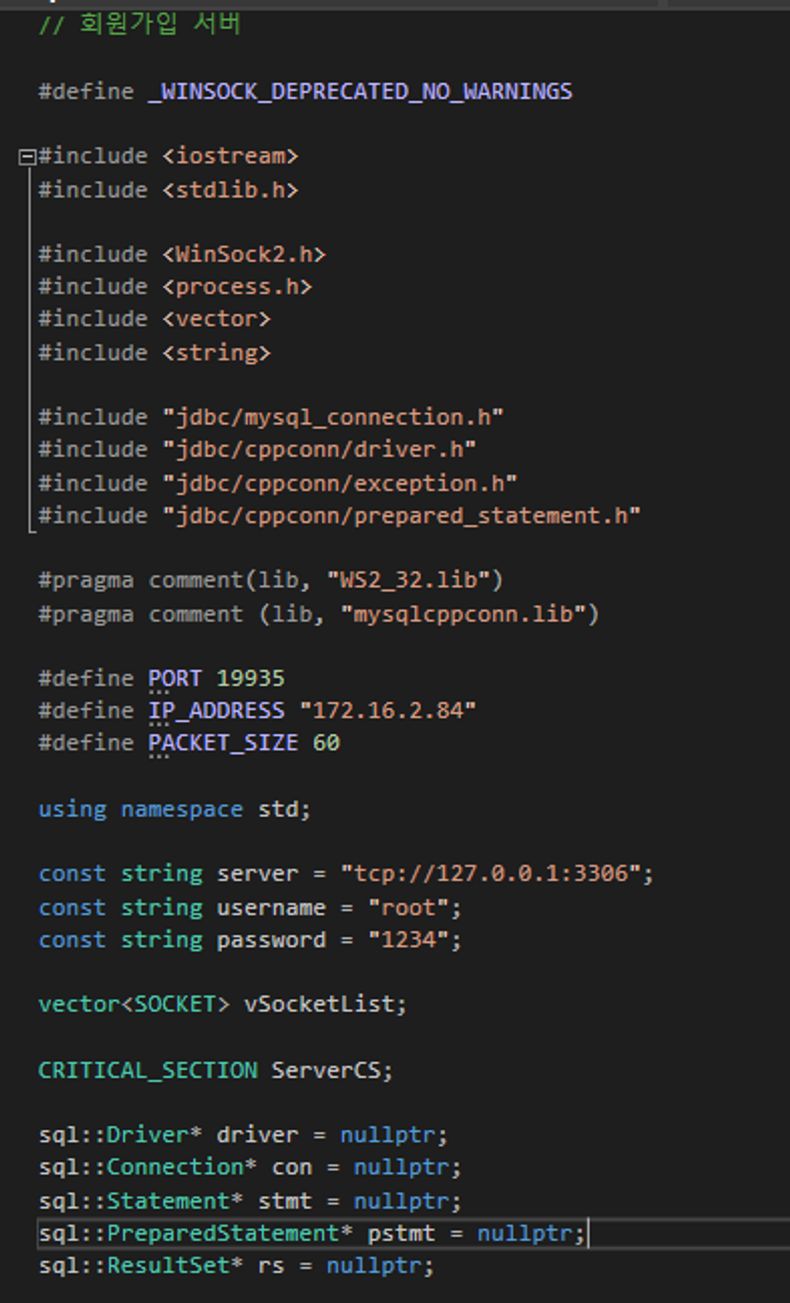 // 회원가입 서버
#define _WINSOCK_DEPRECATED_NO_WARNINGS
#include <iostream>
#include <stdlib.h>
#include <WinSock2.h>
#include <process.h>
#include <vector>
#include <string>
#include "jdbc/mysql_connection.h"
#include "jdbc/cppconn/driver.h"
#include "jdbc/cppconn/exception.h"
#include "jdbc/cppconn/prepared_statement.h"
#pragma comment(lib, "WS2_32.lib")
#pragma comment (lib, "mysqlcppconn.lib")
#define PORT 19935
#define IP_ADDRESS "172.16.2.84"
#define PACKET_SIZE 60
using namespace std;
const string server = "tcp://127.0.0.1:3306";
const string username = "root";
const string password = "1234";
vector<SOCKET> vSocketList;
CRITICAL_SECTION ServerCS;
sql::Driver* driver = nullptr;
sql::Connection* con = nullptr;
sql::Statement* stmt = nullptr;
sql::PreparedStatement* pstmt = nullptr;
sql::ResultSet* rs = nullptr;